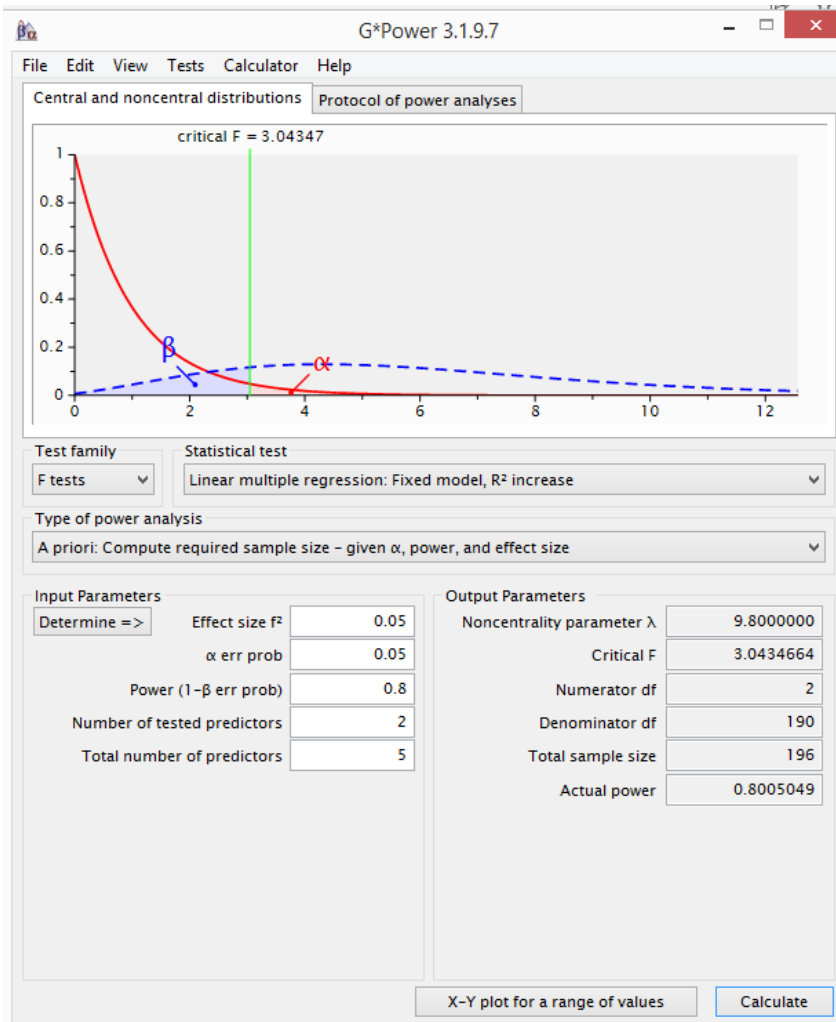 G*Power 3.1.9.7
File Edit View Tests Calculator Help
Central and noncentral distributions Protocol of power analyses
critical F = 3.04347
1
0.8
0.6
0.4
0.2
0
β
α
0 2 4 6 8 10 12
Test family Statistical test
F tests Linear multiple regression: Fixed model, R² increase
Type of power analysis
A priori: Compute required sample size – given α, power, and effect size
Input Parameters Output Parameters
Determine => Effect size f² 0.05 Noncentrality parameter λ 9.8000000
α err prob 0.05 Critical F 3.0434664
Power (1-β err prob) 0.8 Numerator df 2
Number of tested predictors 2 Denominator df 190
Total number of predictors 5 Total sample size 196
Actual power 0.8005049
X-Y plot for a range of values Calculate